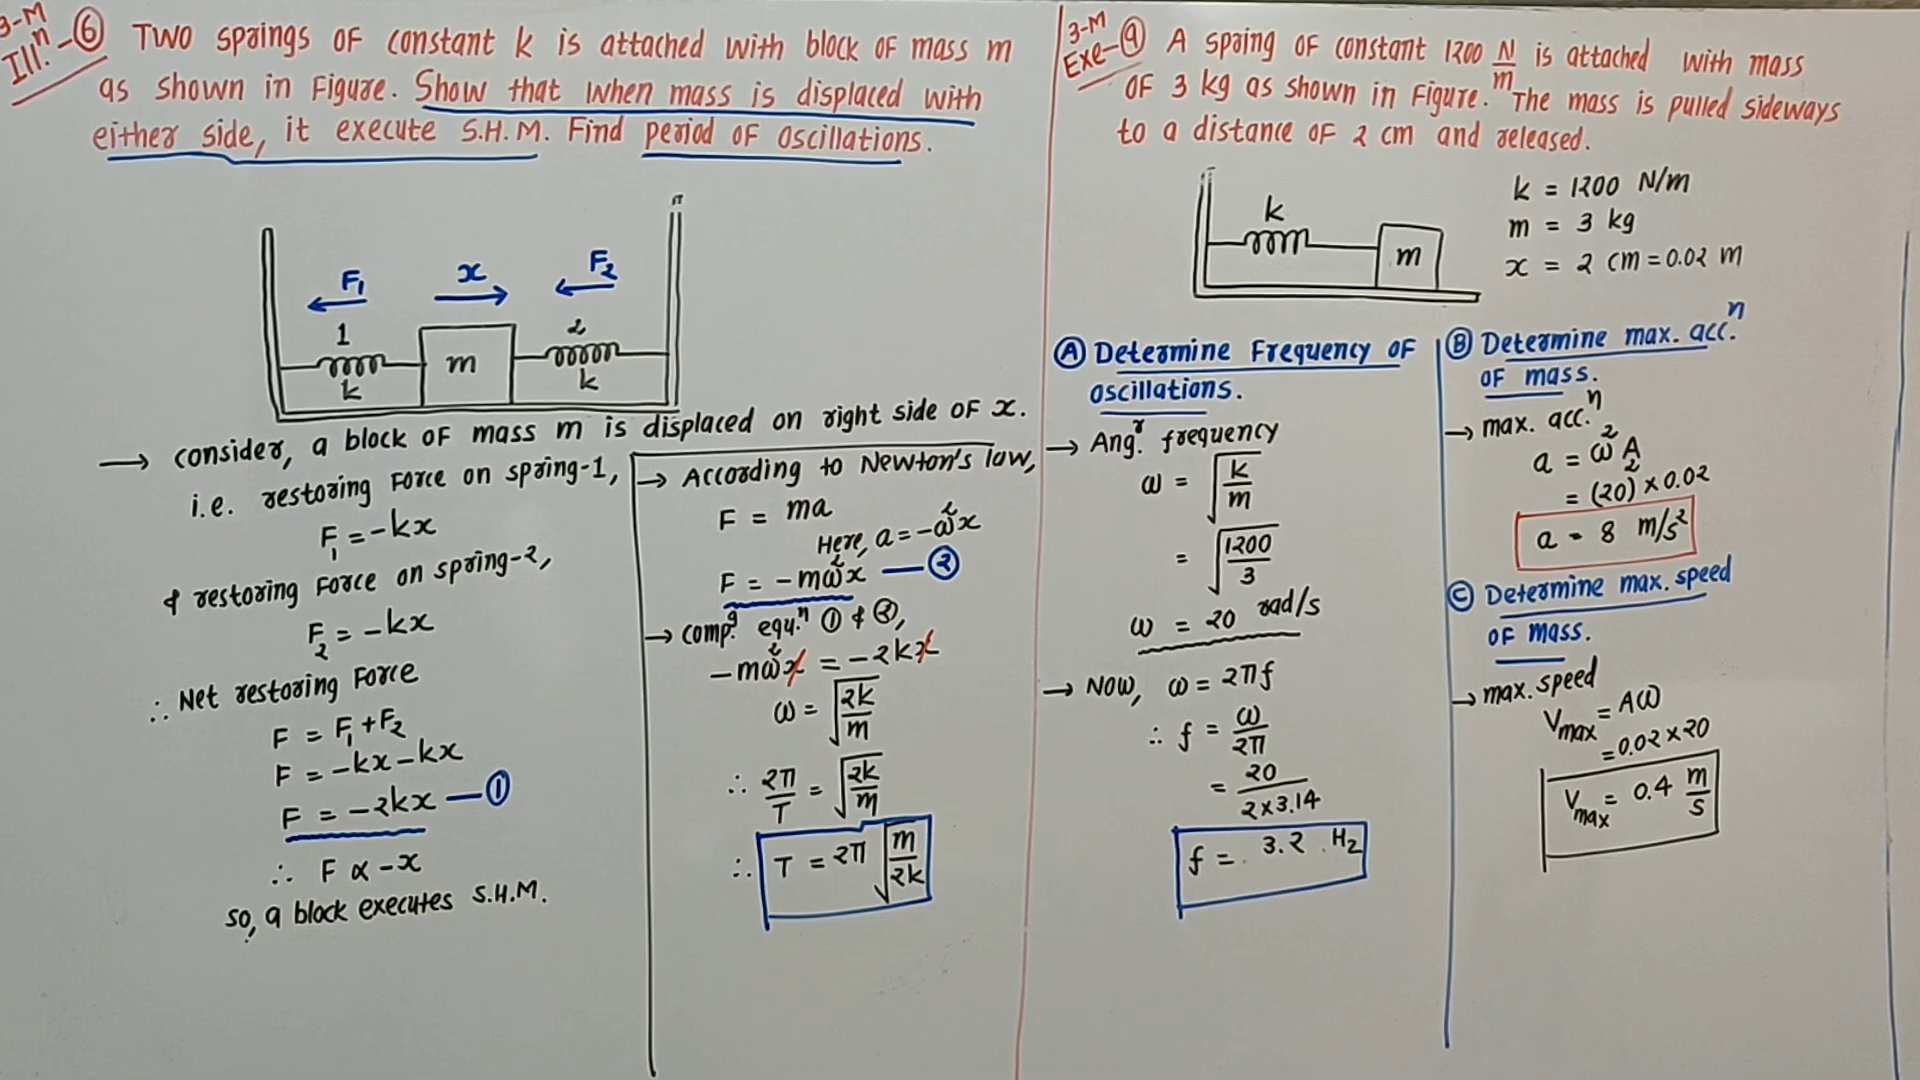 3-M
Illⁿ-⑥ Two springs of constant k is attached with block of mass m
as shown in Figure. Show that when mass is displaced with
either side, it execute S.H.M. Find period of oscillations.
F₁ x F₂
1 2
k m k
→ consider, a block of mass m is displaced on right side of x.
i.e. restoring force on spring-1,
F₁ = -kx
& restoring force on spring-2,
F₂ = -kx
∴ Net restoring force
F = F₁ + F₂
F = -kx - kx
F = -2kx —①
∴ F ∝ -x
so, a block executes S.H.M.
→ According to Newton's law,
F = ma
Here, a = -ω²x
F = -mω²x —②
→ compᵍ equⁿ ① & ②,
-mω²x = -2kx
ω = √(2k/m)
∴ 2π/T = √(2k/m)
∴ T = 2π √(m/2k)
3-M
Exe-⑨ A spring of constant 1200 N/m is attached with mass
of 3 kg as shown in Figure. The mass is pulled sideways
to a distance of 2 cm and released.
k m
k = 1200 N/m
m = 3 kg
x = 2 cm = 0.02 m
Ⓐ Determine Frequency of
oscillations.
→ Angʳ frequency
ω = √(k/m)
= √(1200/3)
ω = 20 rad/s
→ Now, ω = 2πf
∴ f = ω/2π
= 20/(2×3.14)
f = 3.2 Hz
Ⓑ Determine max. acc.ⁿ
of mass.
→ max. acc.ⁿ
a = ω²A
= (20)² × 0.02
a = 8 m/s²
Ⓒ Determine max. speed
of mass.
→ max. speed
Vmax = Aω
= 0.02 × 20
Vmax = 0.4 m/s